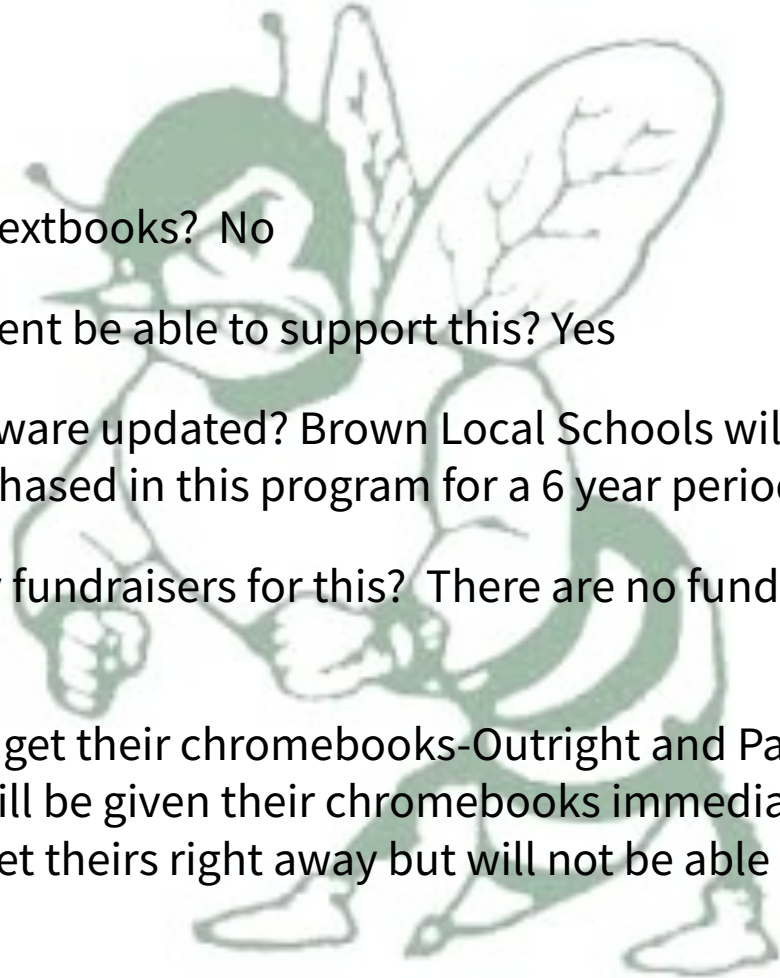 extbooks?  No
ent be able to support this? Yes
ware updated? Brown Local Schools wil
hased in this program for a 6 year perio
fundraisers for this?  There are no fund
get their chromebooks-Outright and Pa
ill be given their chromebooks immedia
et theirs right away but will not be able